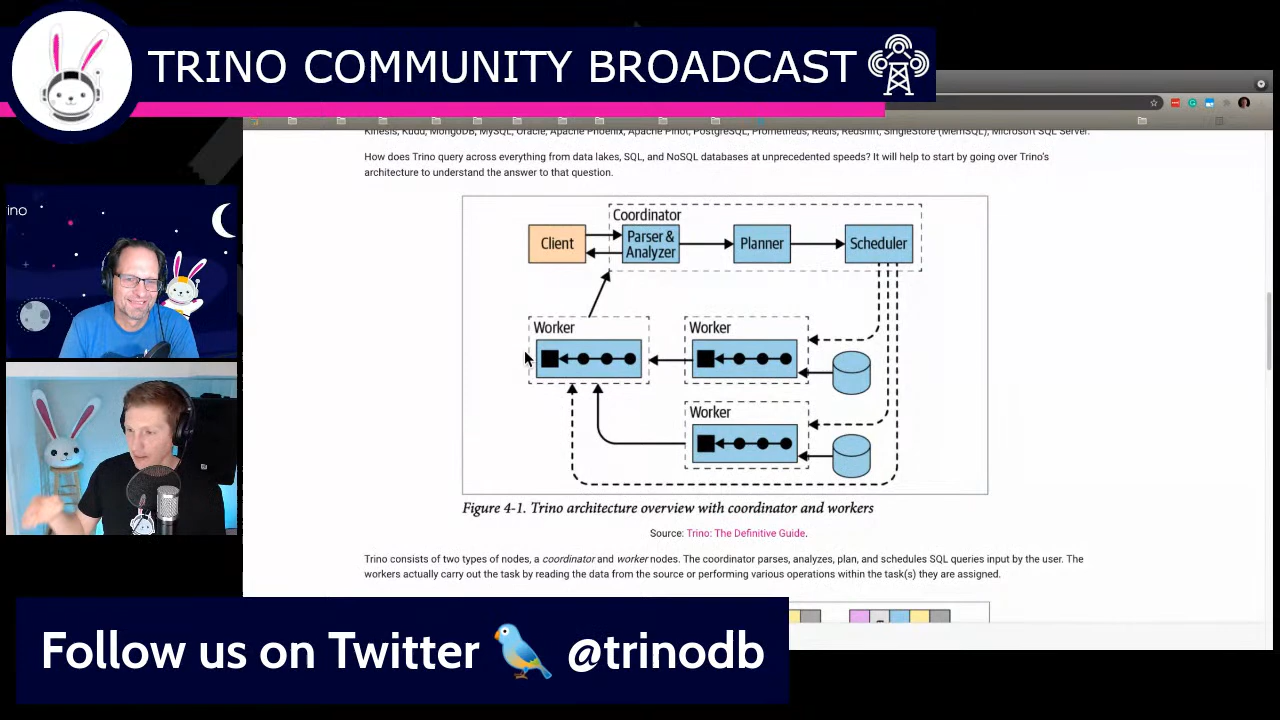 TRINO COMMUNITY BROADCAST
Kinesis, Kudu, MongoDB, MySQL, Oracle, Apache Phoenix, Apache Pinot, PostgreSQL, Prometheus, Redis, Redshift, SingleStore (MemSQL), Microsoft SQL Server.
How does Trino query across everything from data lakes, SQL, and NoSQL databases at unprecedented speeds? It will help to start by going over Trino's
architecture to understand the answer to that question.
Coordinator
Client
Parser &
Analyzer
Planner
Scheduler
Worker
Worker
Worker
Figure 4-1. Trino architecture overview with coordinator and workers
Source: Trino: The Definitive Guide.
Trino consists of two types of nodes, a coordinator and worker nodes. The coordinator parses, analyzes, plan, and schedules SQL queries input by the user. The
workers actually carry out the task by reading the data from the source or performing various operations within the task(s) they are assigned.
ino
Follow us on Twitter @trinodb